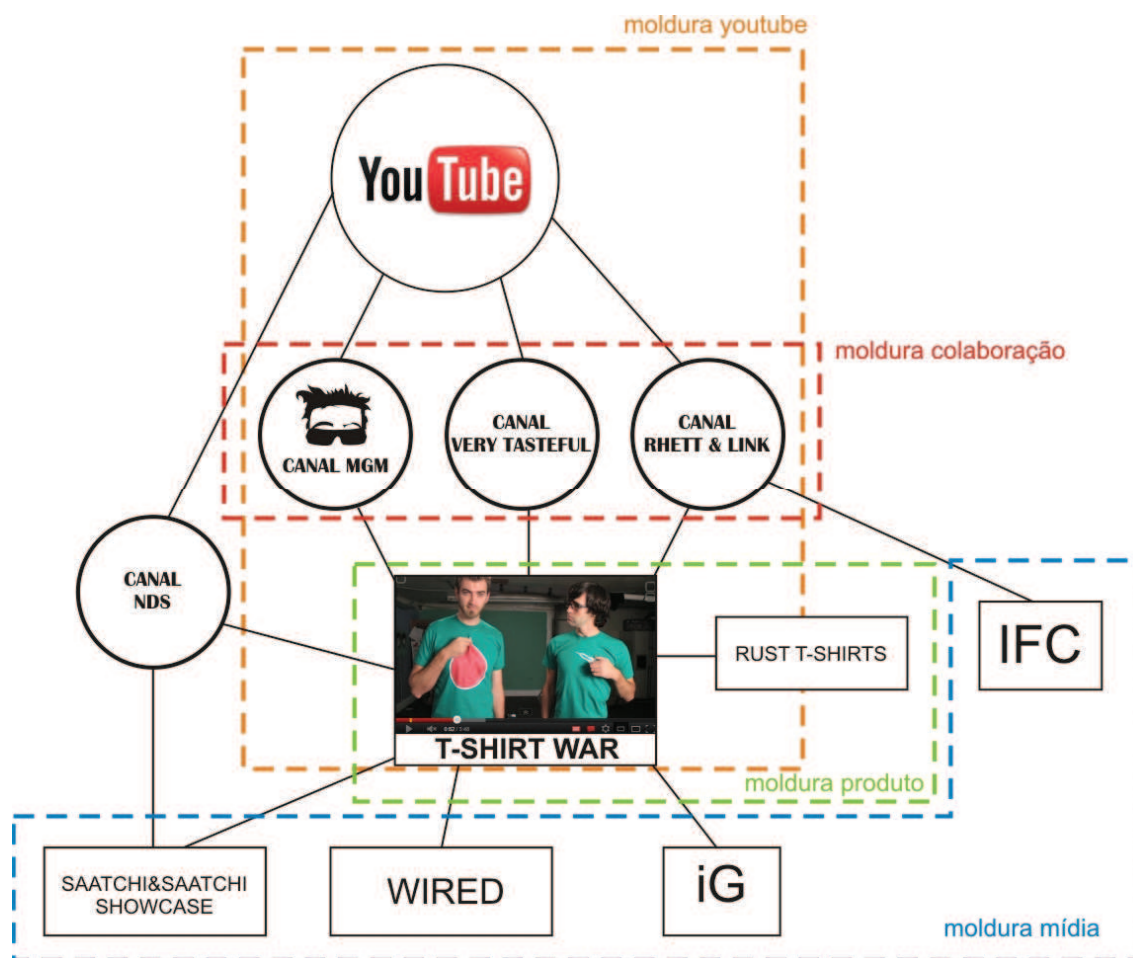 moldura youtube
YouTube
moldura colaboração
CANAL MGM
CANAL
VERY TASTEFUL
CANAL
RHETT & LINK
CANAL
NDS
RUST T-SHIRTS
IFC
T-SHIRT WAR
moldura produto
SAATCHI&SAATCHI
SHOWCASE
WIRED
iG
moldura mídia